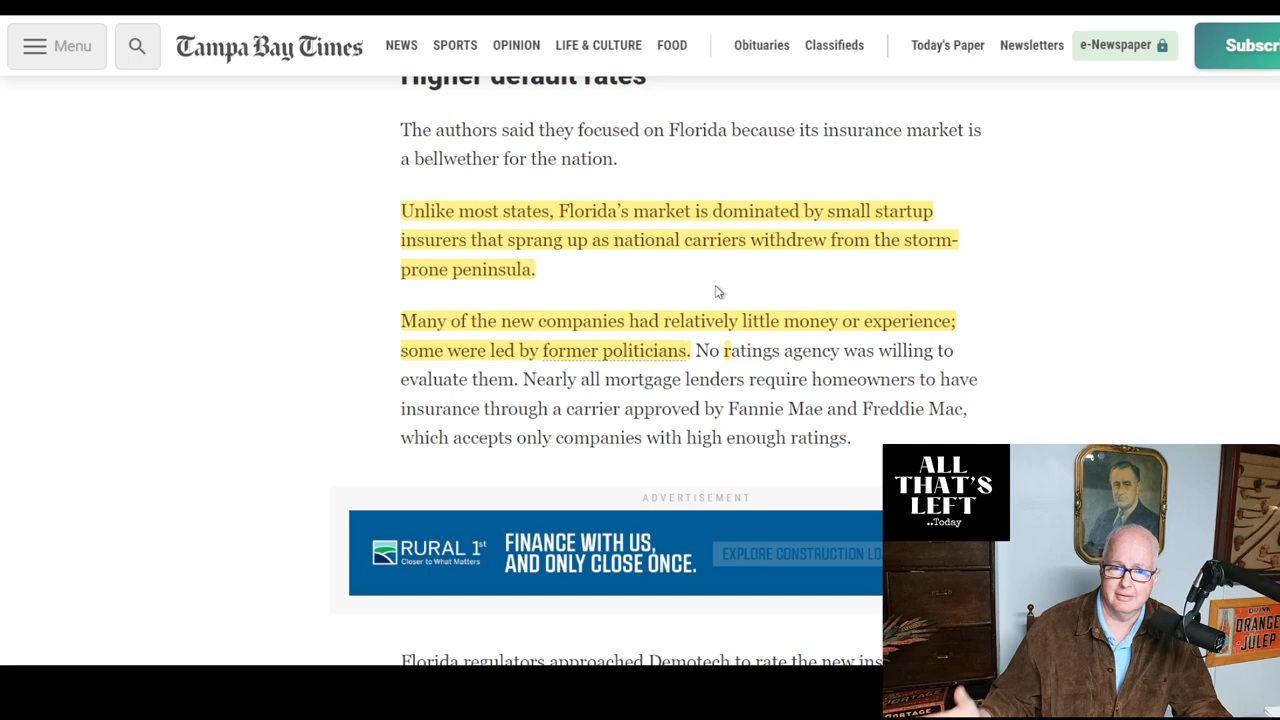 Menu
Tampa Bay Times
NEWS SPORTS OPINION LIFE & CULTURE FOOD Obituaries Classifieds Today's Paper Newsletters e-Newspaper Subscr
Higher default rates
The authors said they focused on Florida because its insurance market is
a bellwether for the nation.
Unlike most states, Florida’s market is dominated by small startup
insurers that sprang up as national carriers withdrew from the storm-
prone peninsula.
Many of the new companies had relatively little money or experience;
some were led by former politicians. No ratings agency was willing to
evaluate them. Nearly all mortgage lenders require homeowners to have
insurance through a carrier approved by Fannie Mae and Freddie Mac,
which accepts only companies with high enough ratings.
ADVERTISEMENT
RURAL 1st
Closer to What Matters
FINANCE WITH US,
AND ONLY CLOSE ONCE.
EXPLORE CONSTRUCTION LO
Florida regulators approached Demotech to rate the new ins
ALL
THAT'S
LEFT
..Today
DRINK
ORANGE
JULEP
PORTAGE